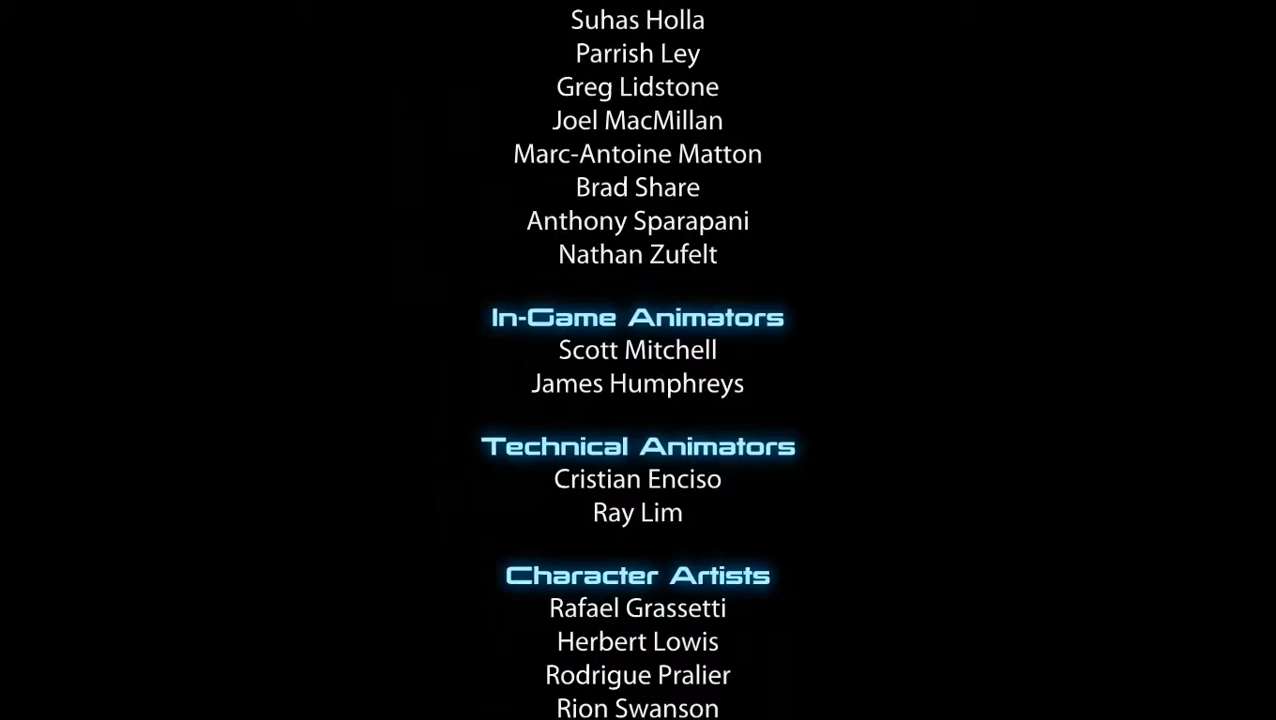 Suhas Holla
Parrish Ley
Greg Lidstone
Joel MacMillan
Marc-Antoine Matton
Brad Share
Anthony Sparapani
Nathan Zufelt
In-Game Animators
Scott Mitchell
James Humphreys
Technical Animators
Cristian Enciso
Ray Lim
Character Artists
Rafael Grassetti
Herbert Lowis
Rodrigue Pralier
Rion Swanson